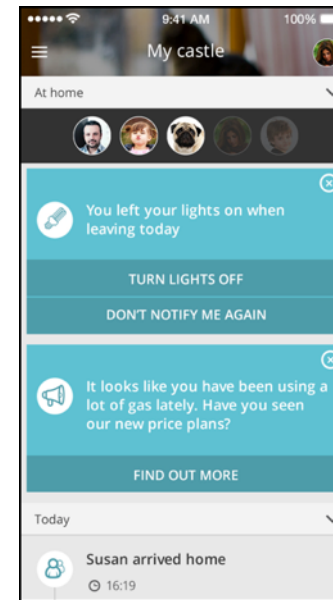 9:41 AM
100%
My castle
At home
You left your lights on when
leaving today
TURN LIGHTS OFF
DON'T NOTIFY ME AGAIN
It looks like you have been using a
lot of gas lately. Have you seen
our new price plans?
FIND OUT MORE
Today
Susan arrived home
16:19